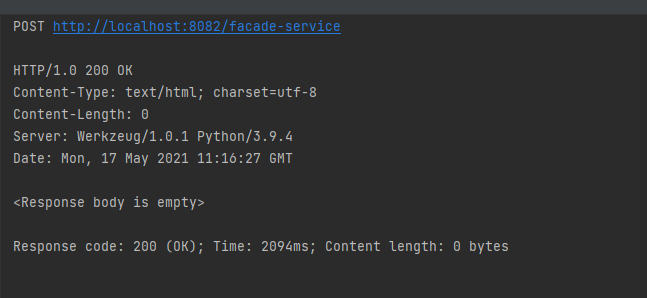 POST http://localhost:8082/facade-service
HTTP/1.0 200 OK
Content-Type: text/html; charset=utf-8
Content-Length: 0
Server: Werkzeug/1.0.1 Python/3.9.4
Date: Mon, 17 May 2021 11:16:27 GMT
<Response body is empty>
Response code: 200 (OK); Time: 2094ms; Content length: 0 bytes